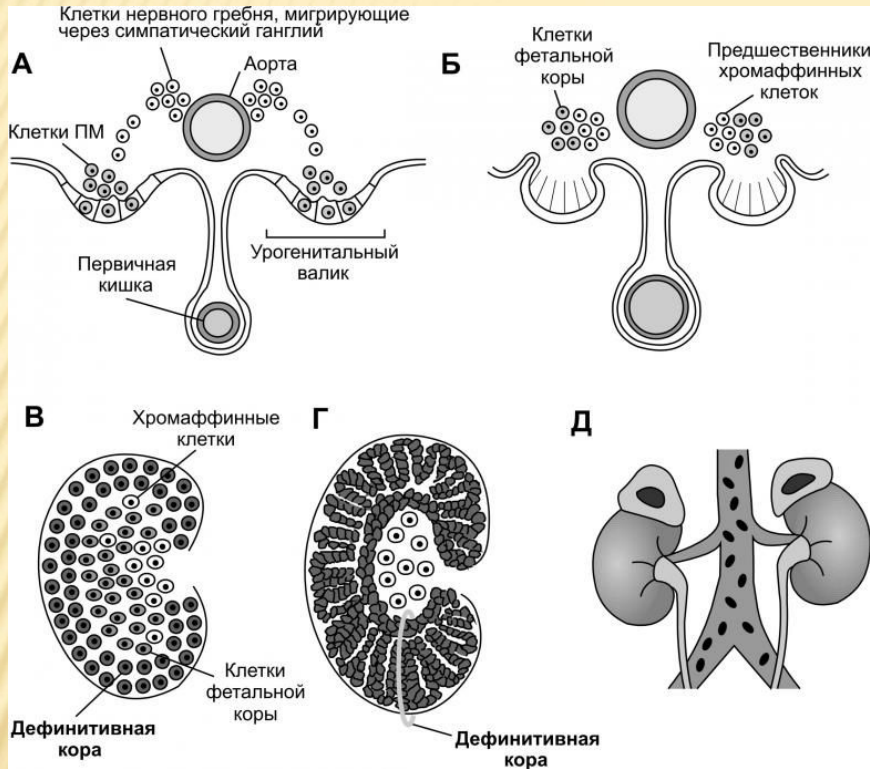 Клетки нервного гребня, мигрирующие
через симпатический ганглий
А
Аорта
Клетки ПМ
Первичная
кишка
Урогенитальный
валик
Б
Клетки
фетальной
коры
Предшественники
хромаффинных
клеток
В
Хромаффинные
клетки
Клетки
фетальной
коры
Дефинитивная
кора
Г
Дефинитивная
кора
Д